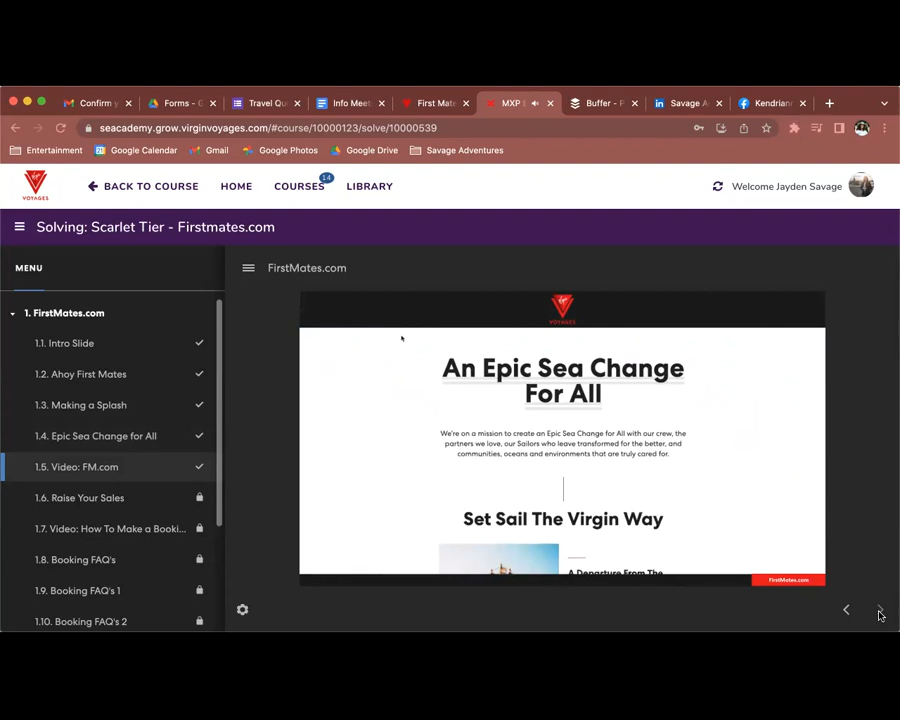 Confirm y
Forms - G
Travel Qu
Info Meet
First Mate
MXP
Buffer - P
Savage A
Kendriann
seacademy.grow.virginvoyages.com/#course/10000123/solve/10000539
Entertainment
Google Calendar
Gmail
Google Photos
Google Drive
Savage Adventures
VOYAGES
BACK TO COURSE
HOME
COURSES
14
LIBRARY
Welcome Jayden Savage
Solving: Scarlet Tier - Firstmates.com
MENU
FirstMates.com
1. FirstMates.com
1.1. Intro Slide
1.2. Ahoy First Mates
1.3. Making a Splash
1.4. Epic Sea Change for All
1.5. Video: FM.com
1.6. Raise Your Sales
1.7. Video: How To Make a Booki...
1.8. Booking FAQ's
1.9. Booking FAQ's 1
1.10. Booking FAQ's 2
VOYAGES
An Epic Sea Change
For All
We're on a mission to create an Epic Sea Change for All with our crew, the
partners we love, our Sailors who leave transformed for the better, and
communities, oceans and environments that are truly cared for.
Set Sail The Virgin Way
A Departure From The
FirstMates.com